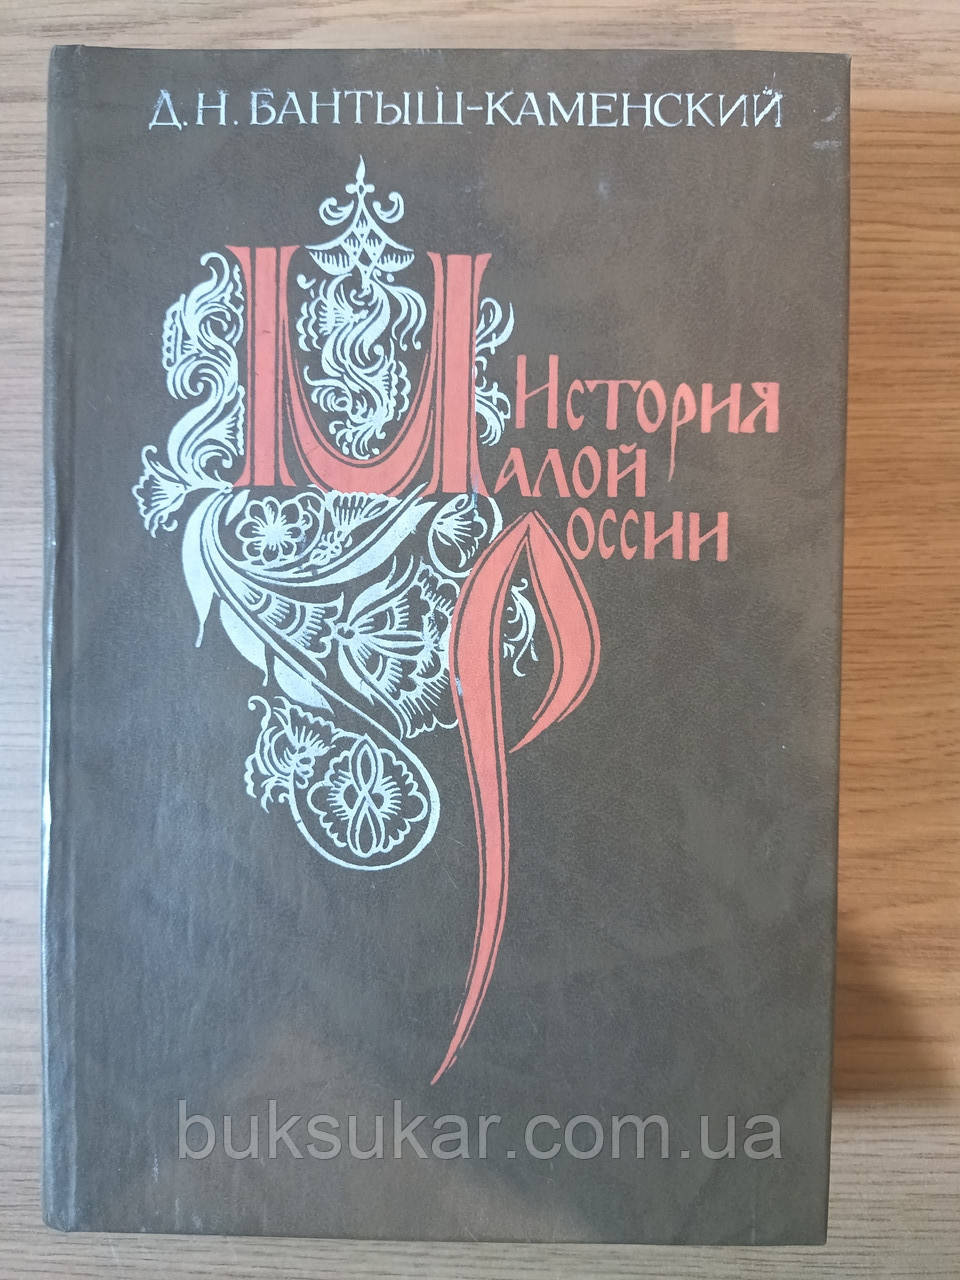 Д.Н. БАНТЫШ-КАМЕНСКИЙ
ИСТОРИЯ
МАЛОЙ
РОССИИ
buksukar.com.ua